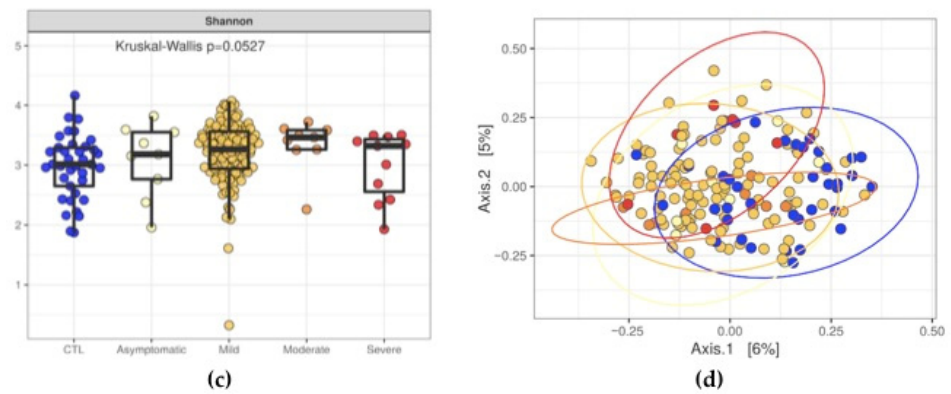 Shannon
Kruskal-Wallis p=0.0527
5
4
3
2
1
CTL Asymptomatic Mild Moderate Severe
(c)
0.50
0.25
0.00
−0.25
Axis.2 [5%]
−0.25 0.00 0.25 0.50
Axis.1 [6%]
(d)